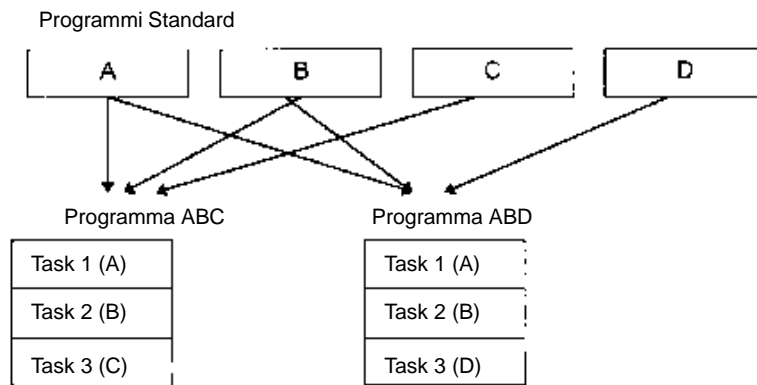 Programmi Standard
A B C D
Programma ABC Programma ABD
Task 1 (A) Task 1 (A)
Task 2 (B) Task 2 (B)
Task 3 (C) Task 3 (D)